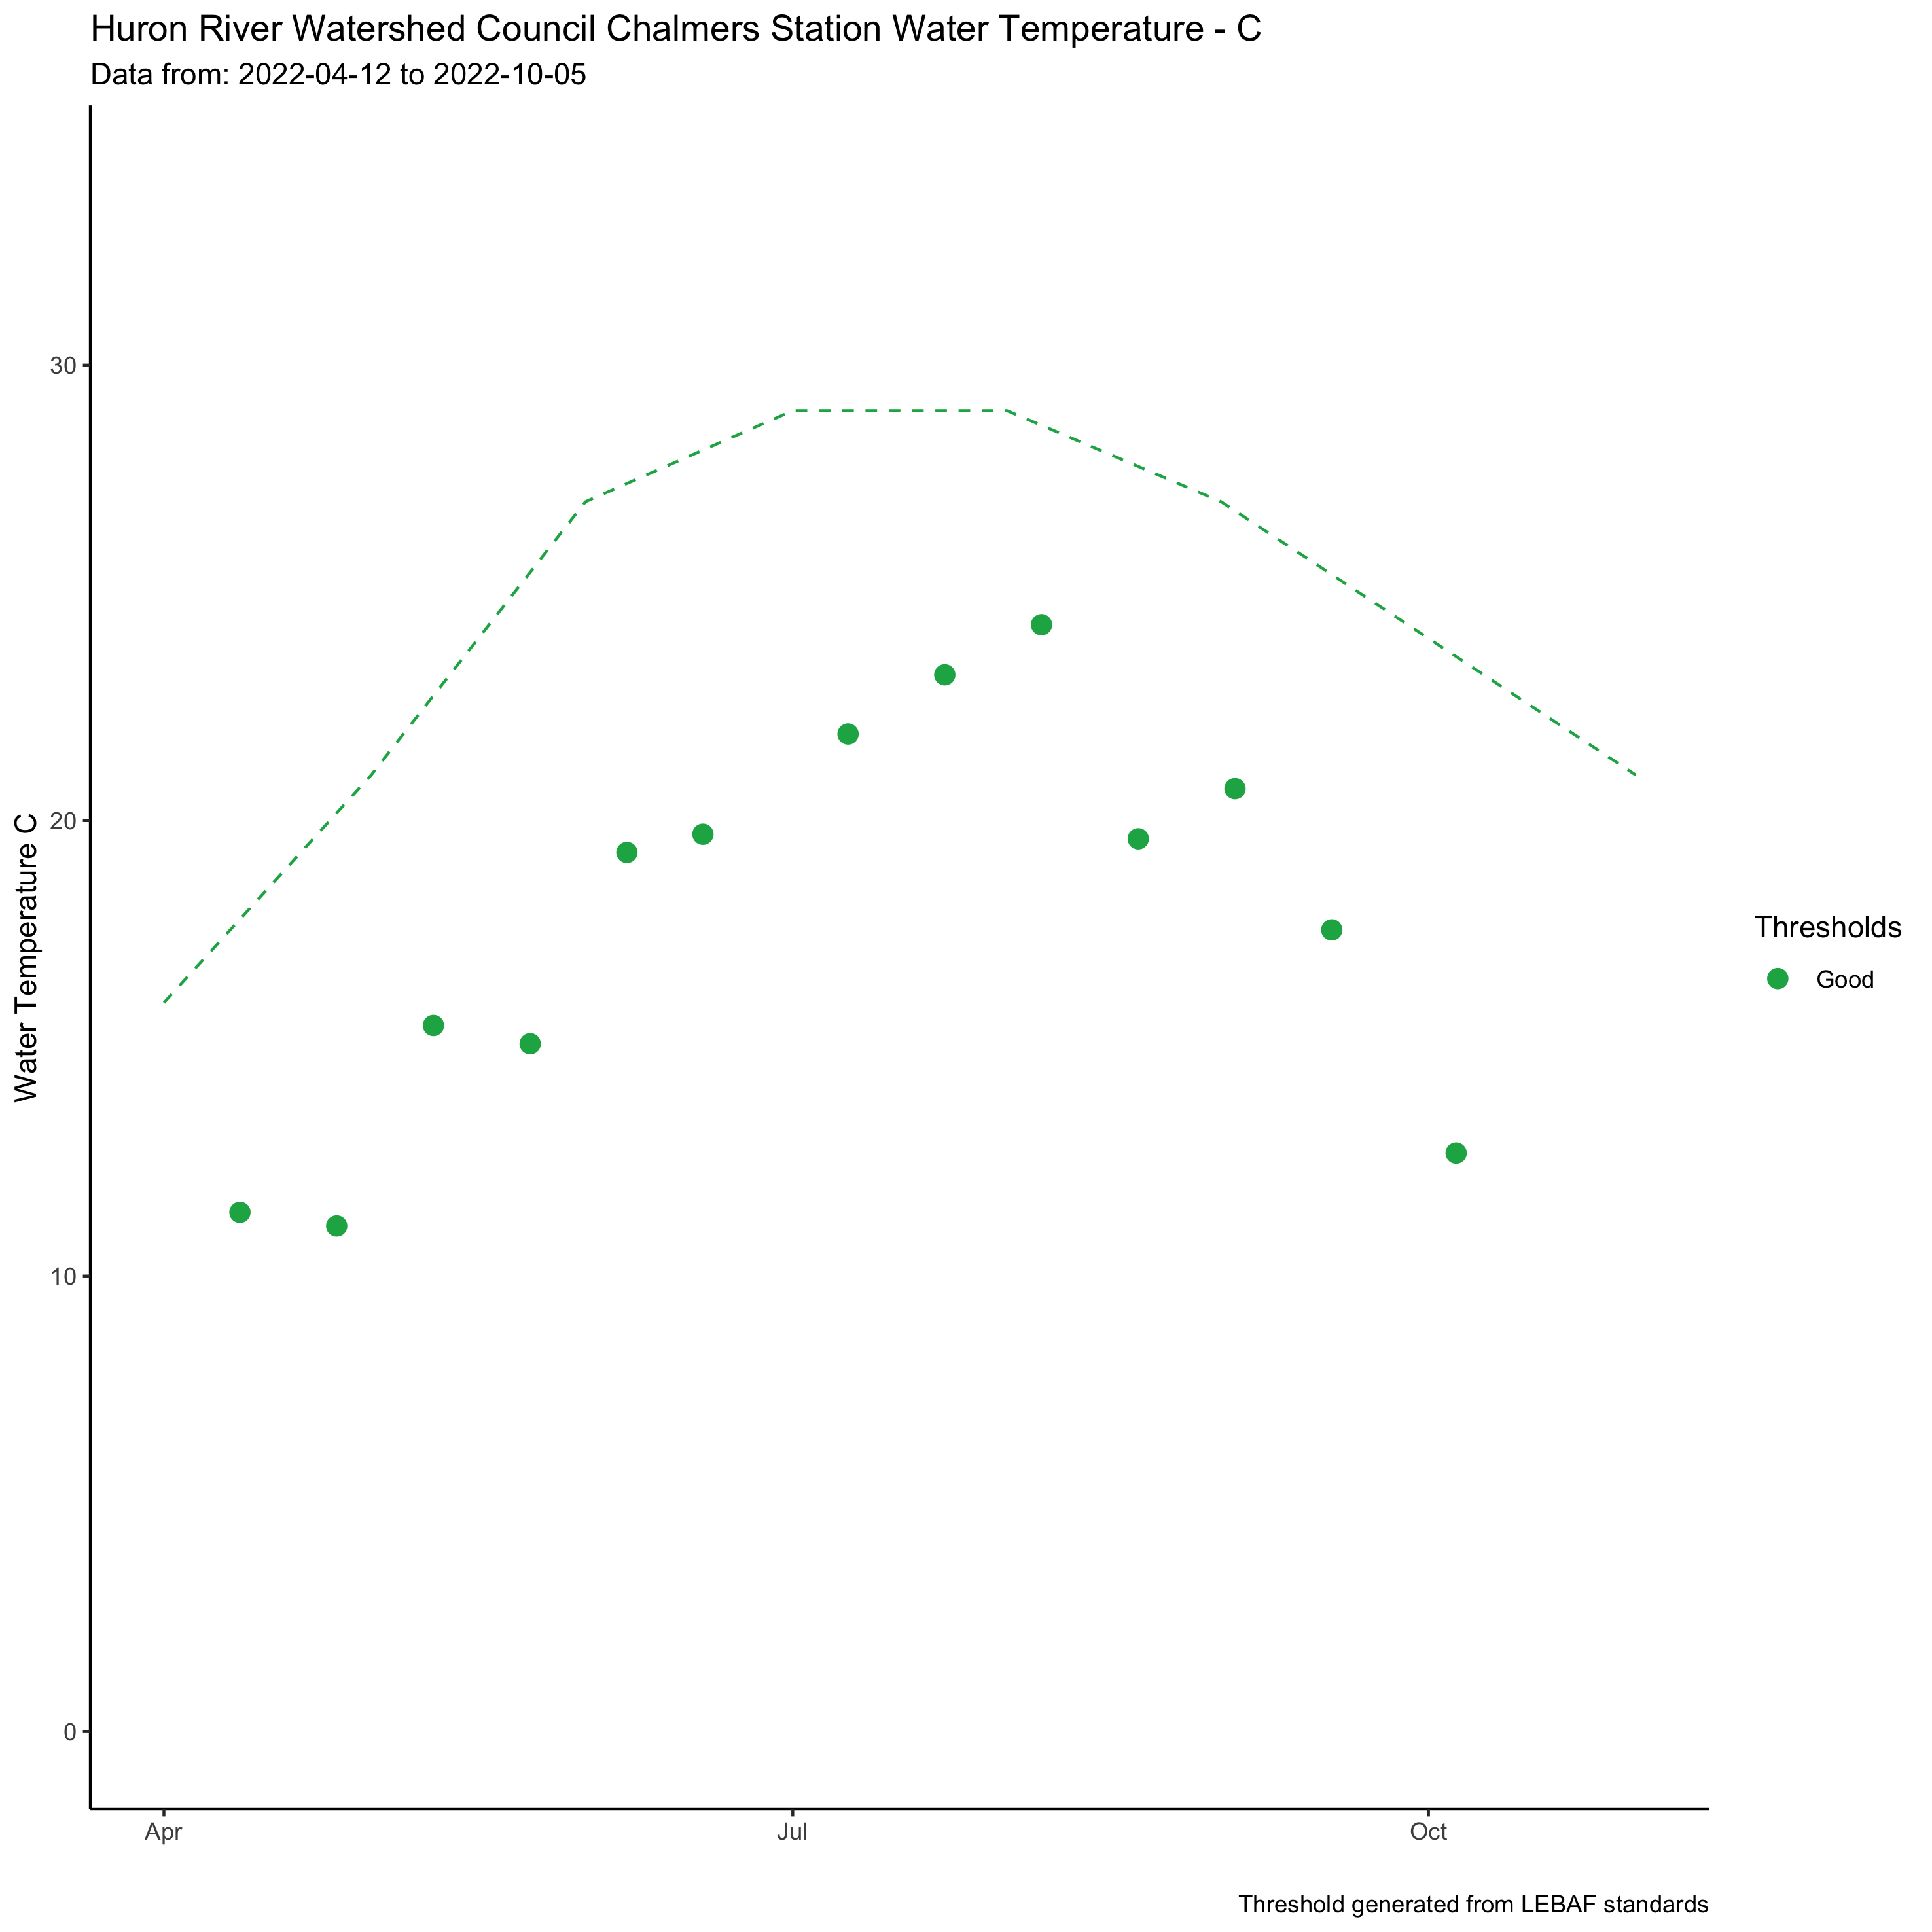 Huron River Watershed Council Chalmers Station Water Temperature - C
Data from: 2022-04-12 to 2022-10-05
Water Temperature C
30
20
10
0
Apr
Jul
Oct
Thresholds
Good
Threshold generated from LEBAF standards